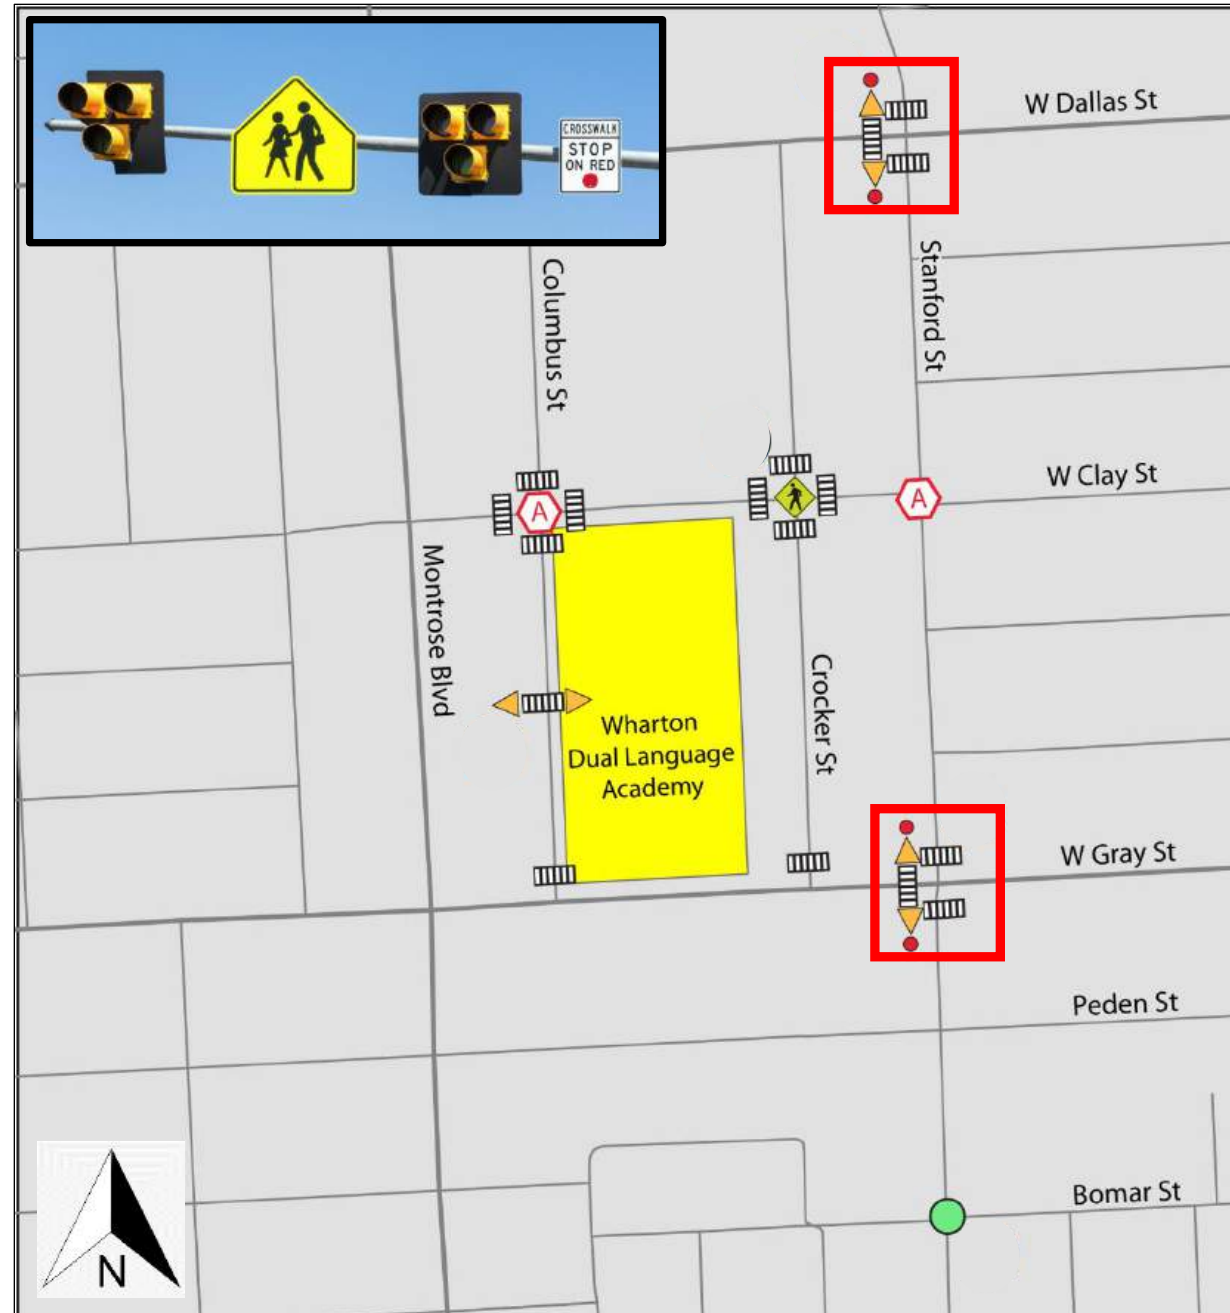 CROSSWALK
STOP
ON RED
W Dallas St
Columbus St
Stanford St
W Clay St
A
A
Montrose Blvd
Crocker St
Wharton
Dual Language
Academy
W Gray St
Peden St
Bomar St
N